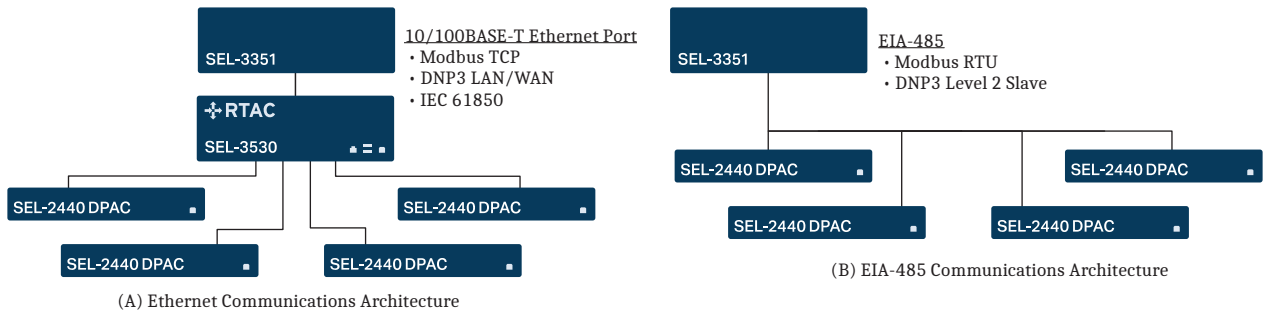 SEL-3351
10/100BASE-T Ethernet Port
• Modbus TCP
• DNP3 LAN/WAN
• IEC 61850
RTAC
SEL-3530
SEL-2440 DPAC
SEL-2440 DPAC
SEL-2440 DPAC
SEL-2440 DPAC
(A) Ethernet Communications Architecture
SEL-3351
EIA-485
• Modbus RTU
• DNP3 Level 2 Slave
SEL-2440 DPAC
SEL-2440 DPAC
SEL-2440 DPAC
SEL-2440 DPAC
(B) EIA-485 Communications Architecture